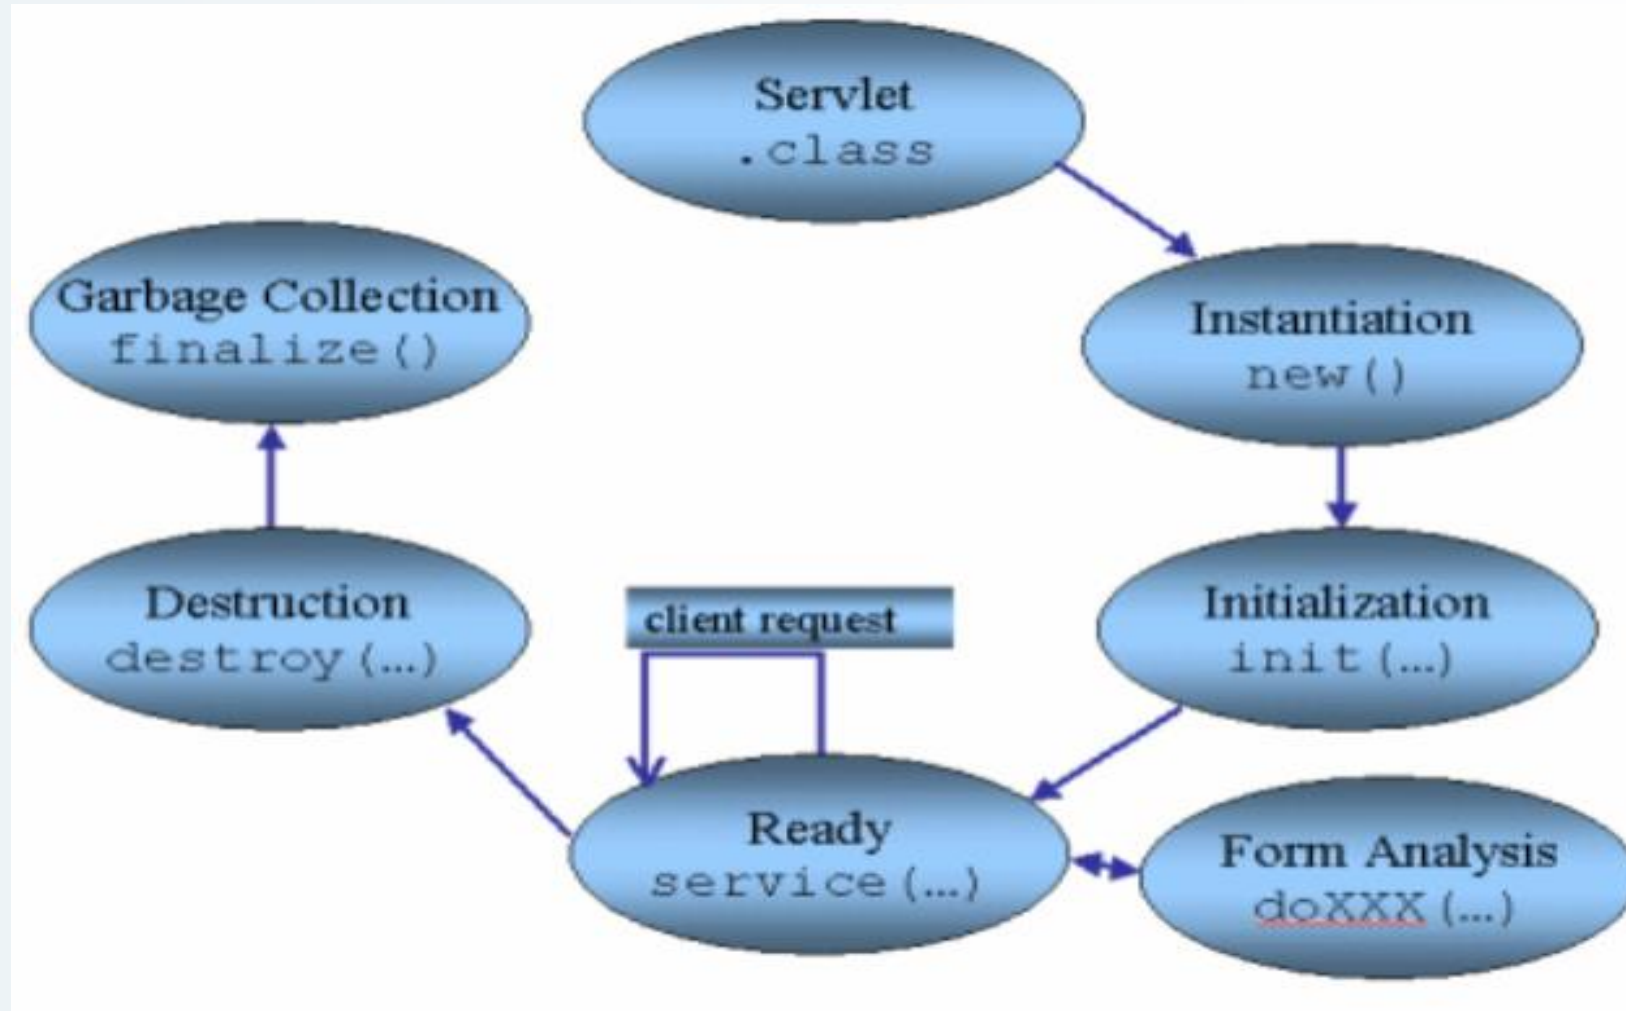 Servlet
.class
Instantiation
new()
Initialization
init(…)
Ready
service(…)
client request
Form Analysis
doXXX(…)
Destruction
destroy(…)
Garbage Collection
finalize()